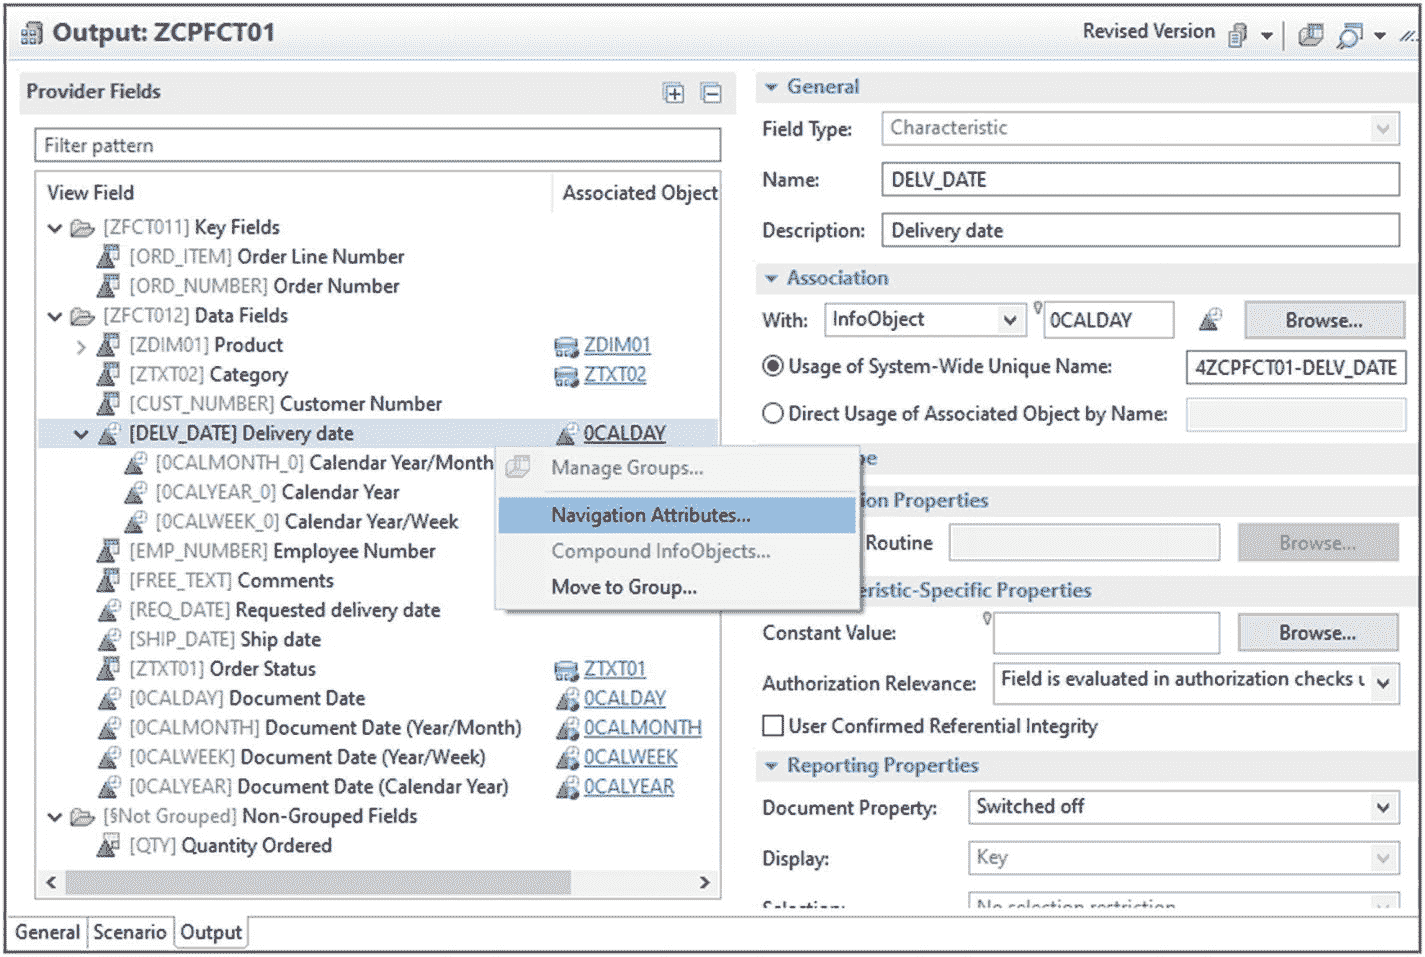 Output: ZCPFCT01
Revised Version
Provider Fields
Filter pattern
View Field
Associated Object
[ZFCT011] Key Fields
[ORD_ITEM] Order Line Number
[ORD_NUMBER] Order Number
[ZFCT012] Data Fields
[ZDIM01] Product ZDIM01
[ZTXT02] Category ZTXT02
[CUST_NUMBER] Customer Number
[DELV_DATE] Delivery date 0CALDAY
[0CALMONTH_0] Calendar Year/Month
[0CALYEAR_0] Calendar Year
[0CALWEEK_0] Calendar Year/Week
[EMP_NUMBER] Employee Number
[FREE_TEXT] Comments
[REQ_DATE] Requested delivery date
[SHIP_DATE] Ship date
[ZTXT01] Order Status ZTXT01
[0CALDAY] Document Date 0CALDAY
[0CALMONTH] Document Date (Year/Month) 0CALMONTH
[0CALWEEK] Document Date (Year/Week) 0CALWEEK
[0CALYEAR] Document Date (Calendar Year) 0CALYEAR
[§Not Grouped] Non-Grouped Fields
[QTY] Quantity Ordered
Manage Groups...
Navigation Attributes...
Compound InfoObjects...
Move to Group...
General
Field Type: Characteristic
Name: DELV_DATE
Description: Delivery date
Association
With: InfoObject 0CALDAY Browse...
Usage of System-Wide Unique Name: 4ZCPFCT01-DELV_DATE
Direct Usage of Associated Object by Name:
pe
ion Properties
Routine Browse...
eristic-Specific Properties
Constant Value: Browse...
Authorization Relevance: Field is evaluated in authorization checks u
User Confirmed Referential Integrity
Reporting Properties
Document Property: Switched off
Display: Key
Selection: No selection restriction
General Scenario Output